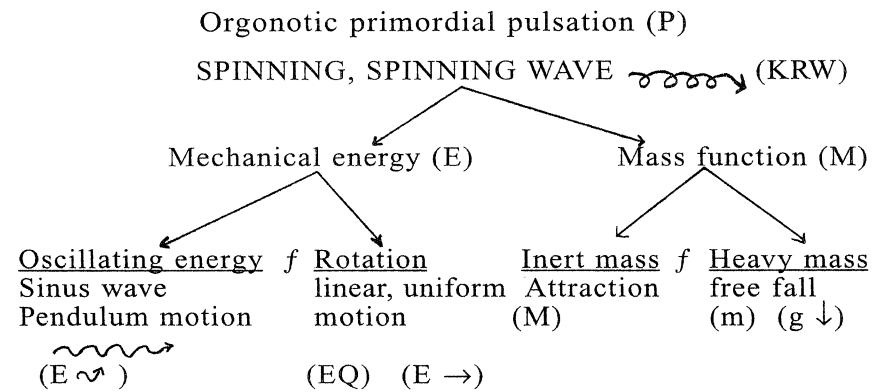 Orgonotic primordial pulsation (P)
SPINNING, SPINNING WAVE (KRW)
Mechanical energy (E) Mass function (M)
Oscillating energy f Rotation Inert mass f Heavy mass
Sinus wave linear, uniform Attraction free fall
Pendulum motion motion (M) (m) (g ↓)
(E ) (EQ) (E →)